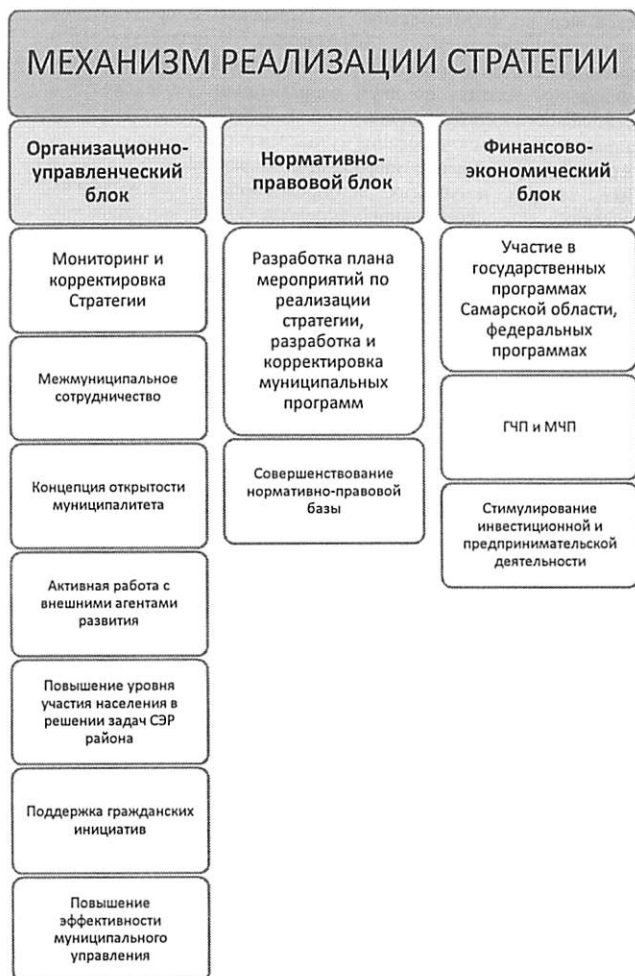 МЕХАНИЗМ РЕАЛИЗАЦИИ СТРАТЕГИИ
Организационно-
управленческий
блок
Мониторинг и
корректировка
Стратегии
Межмуниципальное
сотрудничество
Концепция открытости
муниципалитета
Активная работа с
внешними агентами
развития
Повышение уровня
участия населения в
решении задач СЭР
района
Поддержка гражданских
инициатив
Повышение
эффективности
муниципального
управления
Нормативно-
правовой блок
Разработка плана
мероприятий по
реализации
стратегии,
разработка и
корректировка
муниципальных
программ
Совершенствование
нормативно-правовой
базы
Финансово-
экономический
блок
Участие в
государственных
программах
Самарской области,
федеральных
программах
ГЧП и МЧП
Стимулирование
инвестиционной и
предпринимательской
деятельности